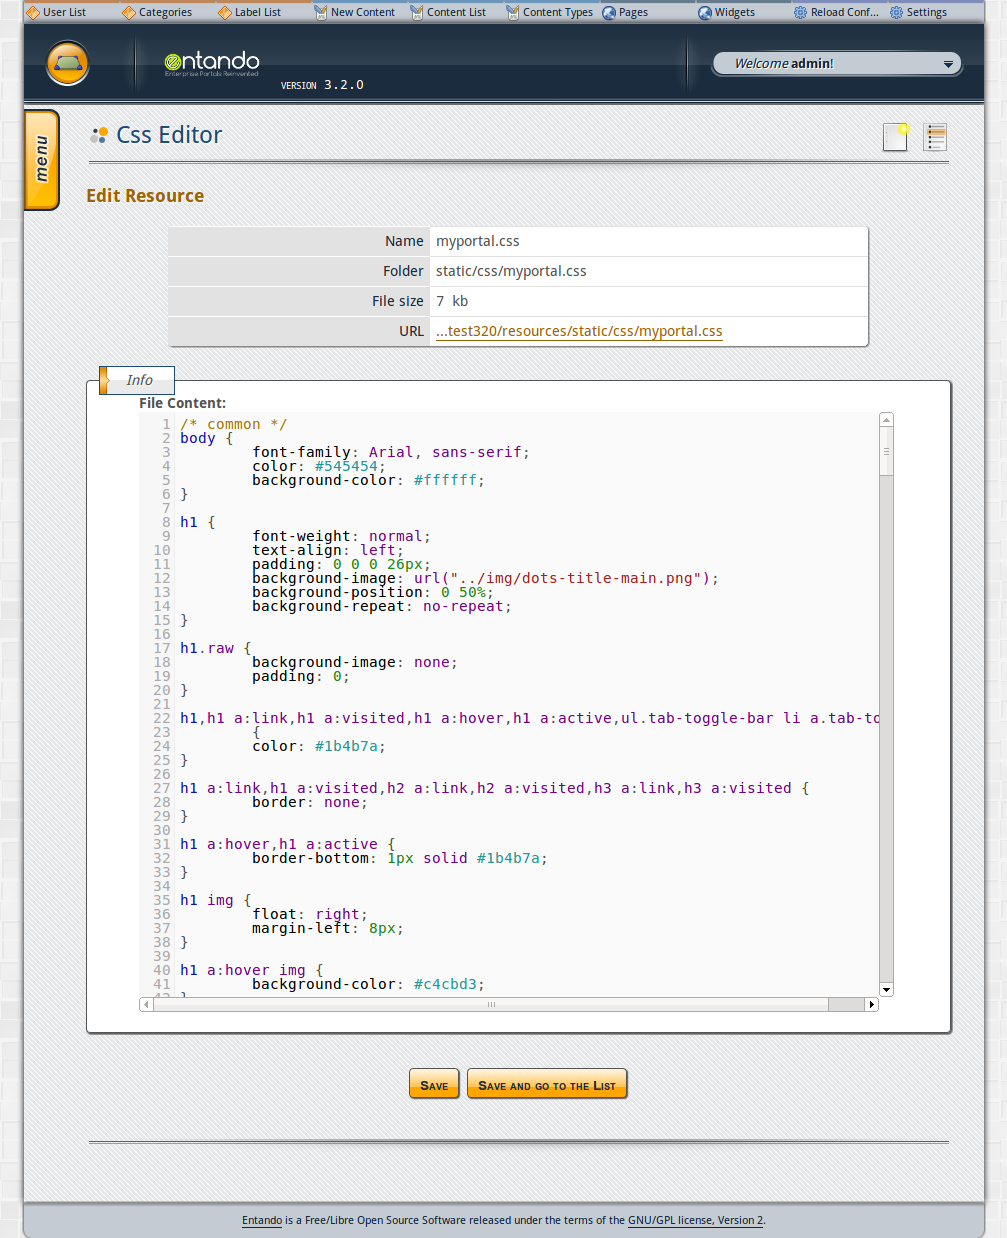 User List Categories Label List New Content Content List Content Types Pages Widgets Reload Conf... Settings
entando
Enterprise Portals Reinvented
VERSION 3.2.0
Welcome admin!
menu
Css Editor
Edit Resource
Name myportal.css
Folder static/css/myportal.css
File size 7 kb
URL ...test320/resources/static/css/myportal.css
Info
File Content:
1 /* common */
2 body {
3 font-family: Arial, sans-serif;
4 color: #545454;
5 background-color: #ffffff;
6 }
7
8 h1 {
9 font-weight: normal;
10 text-align: left;
11 padding: 0 0 0 26px;
12 background-image: url("../img/dots-title-main.png");
13 background-position: 0 50%;
14 background-repeat: no-repeat;
15 }
16
17 h1.raw {
18 background-image: none;
19 padding: 0;
20 }
21
22 h1,h1 a:link,h1 a:visited,h1 a:hover,h1 a:active,ul.tab-toggle-bar li a.tab-to
23 {
24 color: #1b4b7a;
25 }
26
27 h1 a:link,h1 a:visited,h2 a:link,h2 a:visited,h3 a:link,h3 a:visited {
28 border: none;
29 }
30
31 h1 a:hover,h1 a:active {
32 border-bottom: 1px solid #1b4b7a;
33 }
34
35 h1 img {
36 float: right;
37 margin-left: 8px;
38 }
39
40 h1 a:hover img {
41 background-color: #c4cbd3;
42 }
Save Save and go to the List
Entando is a Free/Libre Open Source Software released under the terms of the GNU/GPL license, Version 2.